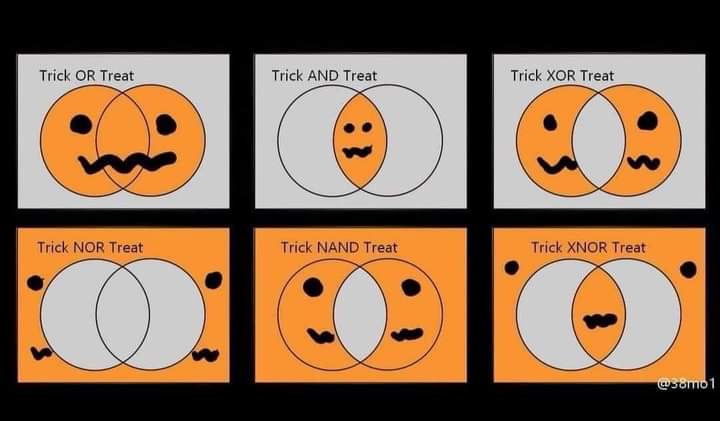 Trick OR Treat
Trick AND Treat
Trick XOR Treat
Trick NOR Treat
Trick NAND Treat
Trick XNOR Treat
@38mo1